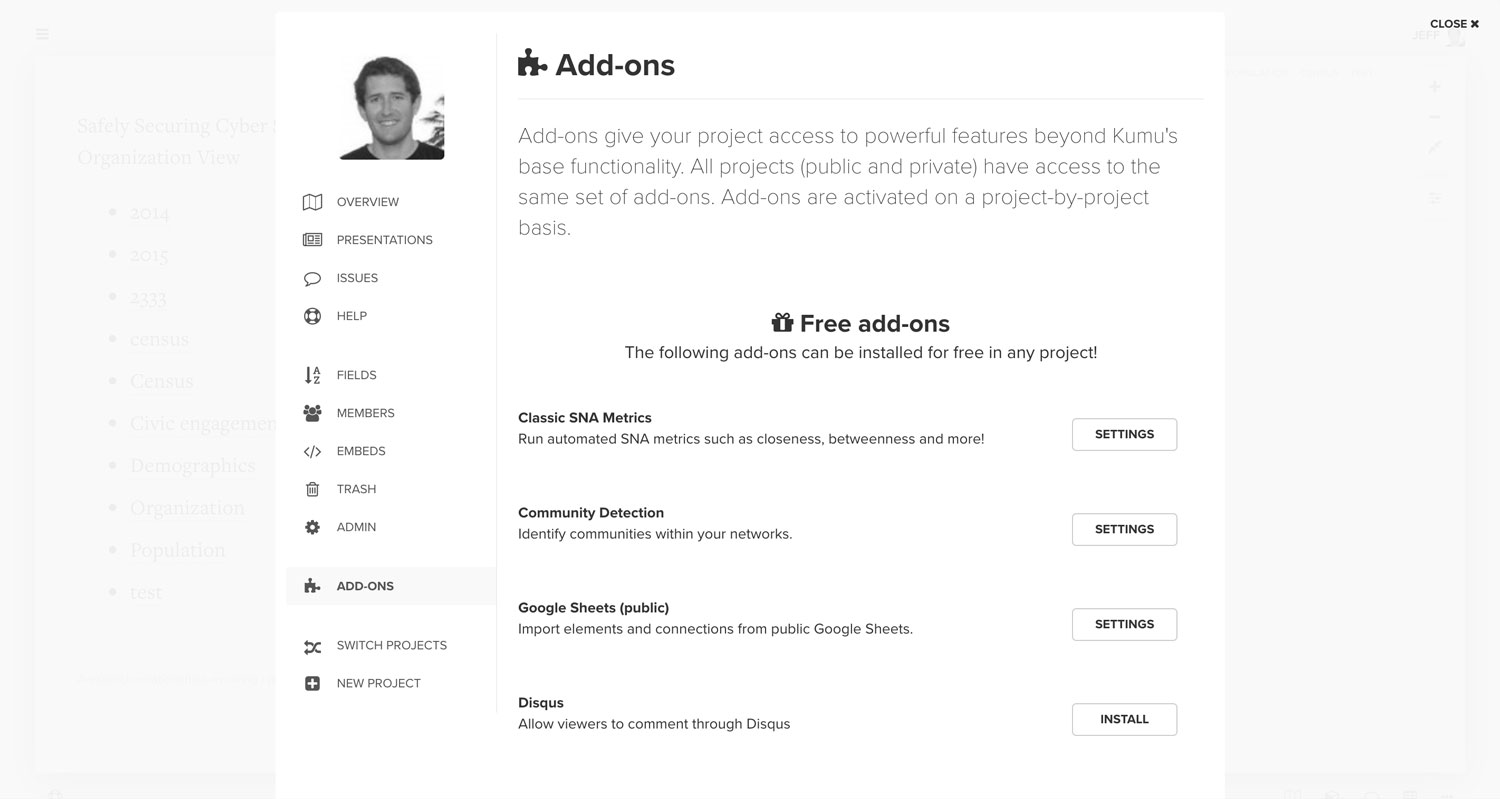 CLOSE ✖
JEFF
Safely Securing Cyber
Organization View
2014
2015
2333
census
Census
Civic engagemen
Demographics
Organization
Population
test
OVERVIEW
PRESENTATIONS
ISSUES
HELP
FIELDS
MEMBERS
EMBEDS
TRASH
ADMIN
ADD-ONS
SWITCH PROJECTS
NEW PROJECT
Add-ons
Add-ons give your project access to powerful features beyond Kumu's
base functionality. All projects (public and private) have access to the
same set of add-ons. Add-ons are activated on a project-by-project
basis.
Free add-ons
The following add-ons can be installed for free in any project!
Classic SNA Metrics
Run automated SNA metrics such as closeness, betweenness and more!
SETTINGS
Community Detection
Identify communities within your networks.
SETTINGS
Google Sheets (public)
Import elements and connections from public Google Sheets.
SETTINGS
Disqus
Allow viewers to comment through Disqus
INSTALL